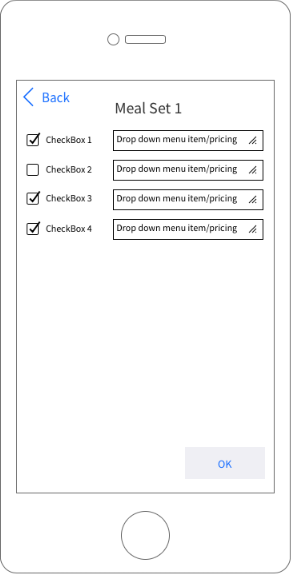 Back
Meal Set 1
CheckBox 1 Drop down menu item/pricing
CheckBox 2 Drop down menu item/pricing
CheckBox 3 Drop down menu item/pricing
CheckBox 4 Drop down menu item/pricing
OK